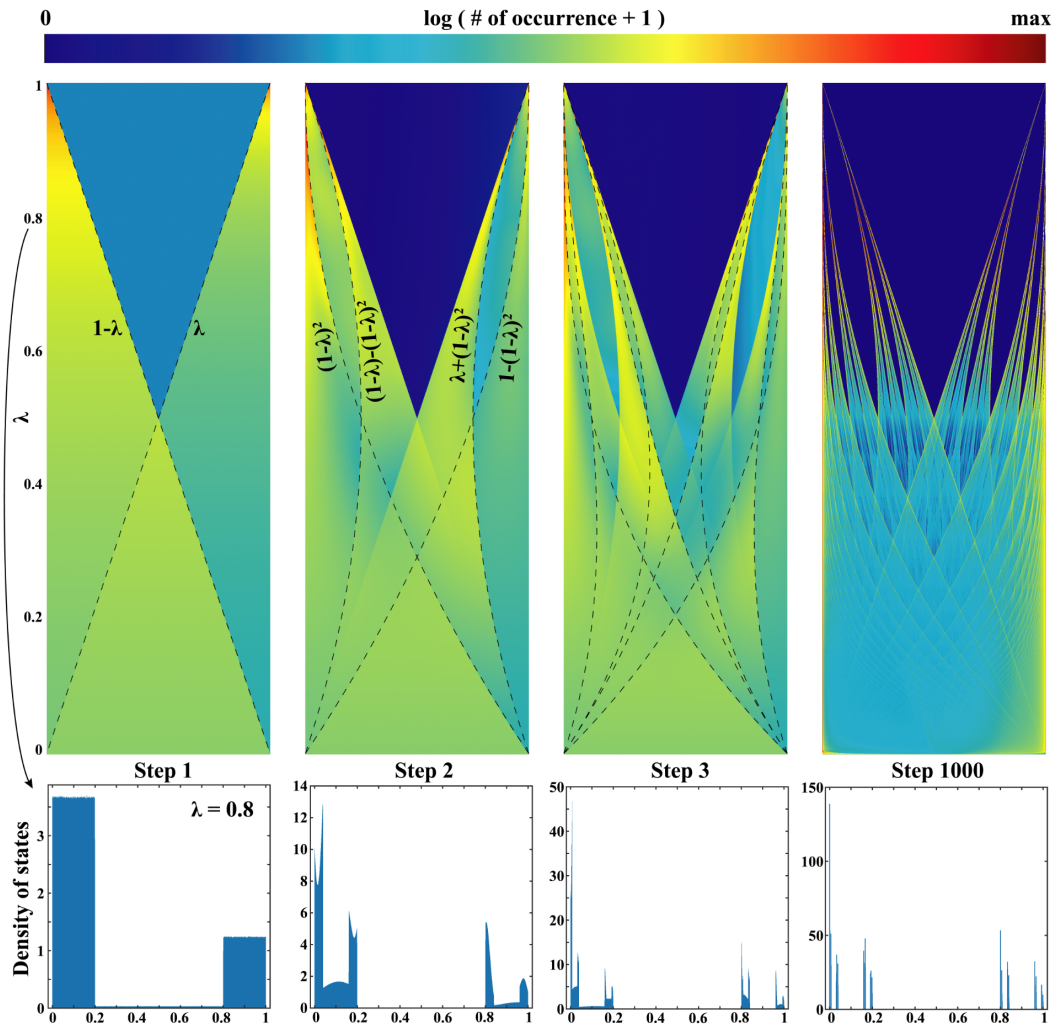 0 log ( # of occurrence + 1 ) max
1
0.8
0.6
λ
0.4
0.2
0
1-λ
λ
(1-λ)²
(1-λ)-(1-λ)²
λ+(1-λ)²
1-(1-λ)²
Step 1
Step 2
Step 3
Step 1000
Density of states
λ = 0.8
3
2
1
0
0 0.2 0.4 0.6 0.8 1
14
12
10
8
6
4
2
0
0 0.2 0.4 0.6 0.8 1
50
45
40
35
30
25
20
15
10
5
0
0 0.2 0.4 0.6 0.8 1
150
100
50
0
0 0.2 0.4 0.6 0.8 1